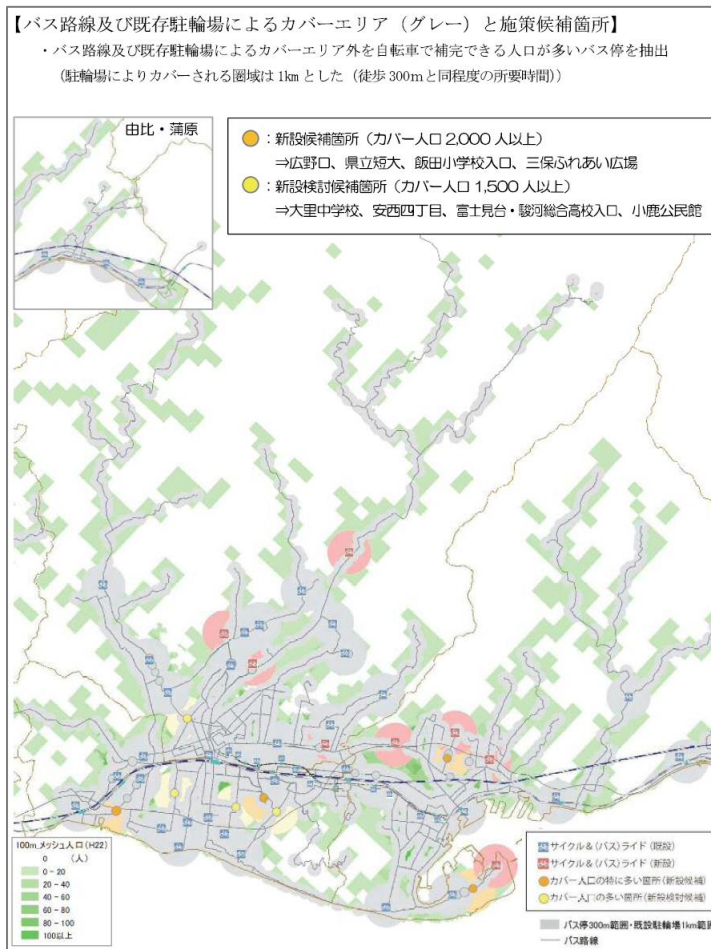 【バス路線及び既存駐輪場によるカバーエリア（グレー）と施策候補箇所】
・バス路線及び既存駐輪場によるカバーエリア外を自転車で補完できる人口が多いバス停を抽出
（駐輪場によりカバーされる圏域は1kmとした（徒歩300mと同程度の所要時間））
由比・蒲原
：新設候補箇所（カバー人口2,000人以上）
⇒広野口、県立短大、飯田小学校入口、三保ふれあい広場
：新設検討候補箇所（カバー人口1,500人以上）
⇒大里中学校、安西四丁目、富士見台・駿河総合高校入口、小鹿公民館
100mメッシュ人口(H22)
（人）
0
0 - 20
20 - 40
40 - 60
60 - 80
80 - 100
100以上
サイクル&(バス)ライド(既設)
サイクル&(バス)ライド(新設)
カバー人口の特に多い箇所(新設候補)
カバー人口の多い箇所(新設検討候補)
バス停300m範囲・既設駐輪場1km範囲
バス路線